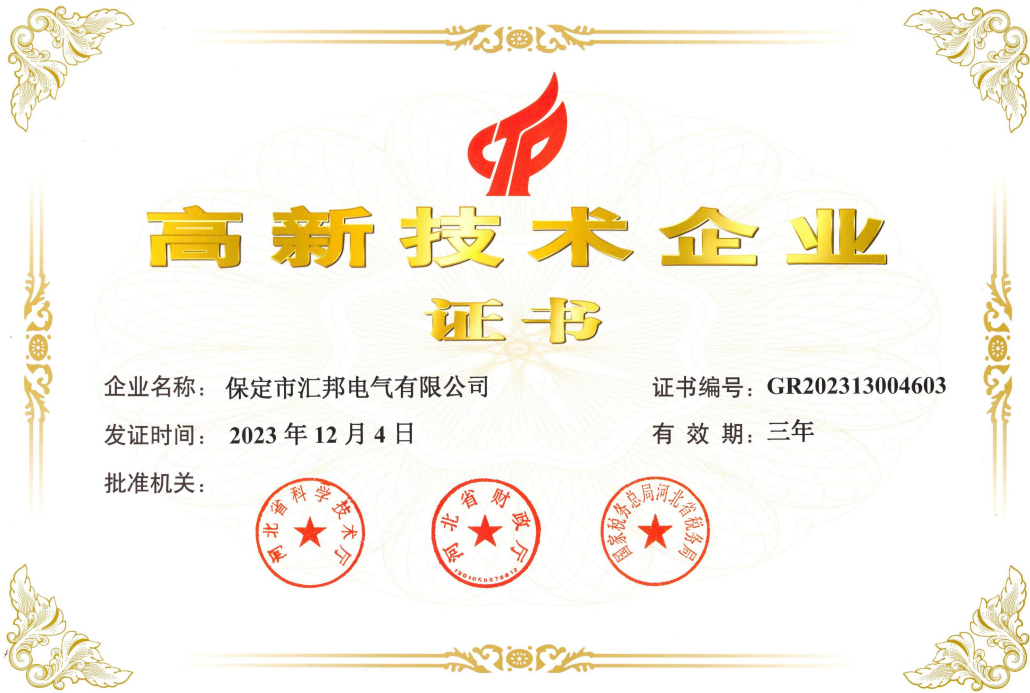 高新技术企业
证书
企业名称： 保定市汇邦电气有限公司
证书编号：GR202313004603
发证时间： 2023 年 12 月 4 日
有 效 期：三年
批准机关：
河北省科学技术厅
河北省财政厅
国家税务总局河北省税务局